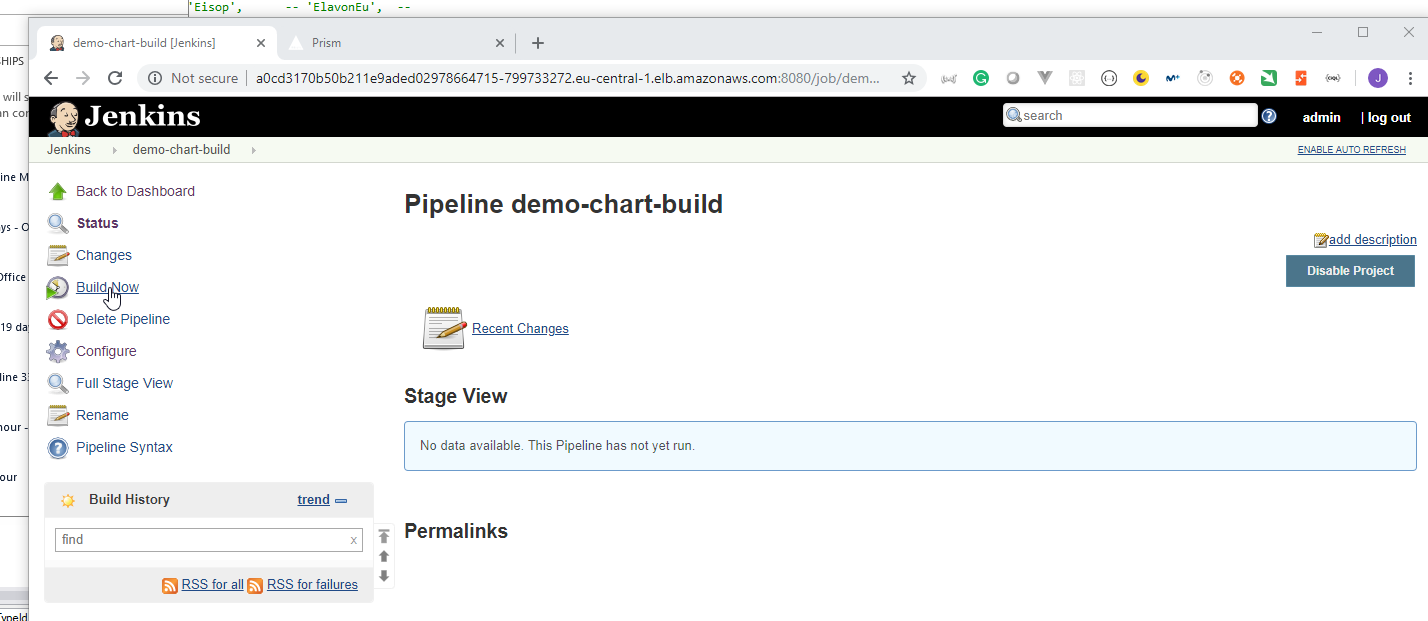 'Eisop', -- 'ElavonEu', --
demo-chart-build [Jenkins]
Prism
Not secure
a0cd3170b50b211e9aded02978664715-799733272.eu-central-1.elb.amazonaws.com:8080/job/dem...
J
HIPS
will s
an con
Jenkins
search
admin
| log out
Jenkins
demo-chart-build
ENABLE AUTO REFRESH
ine M
Back to Dashboard
Pipeline demo-chart-build
Status
ys - O
add description
Changes
Disable Project
Office
Build Now
Delete Pipeline
19 day
Recent Changes
Configure
line 33
Full Stage View
Stage View
Rename
hour -
No data available. This Pipeline has not yet run.
Pipeline Syntax
our
Build History
trend
find
x
Permalinks
RSS for all
RSS for failures
TypeId